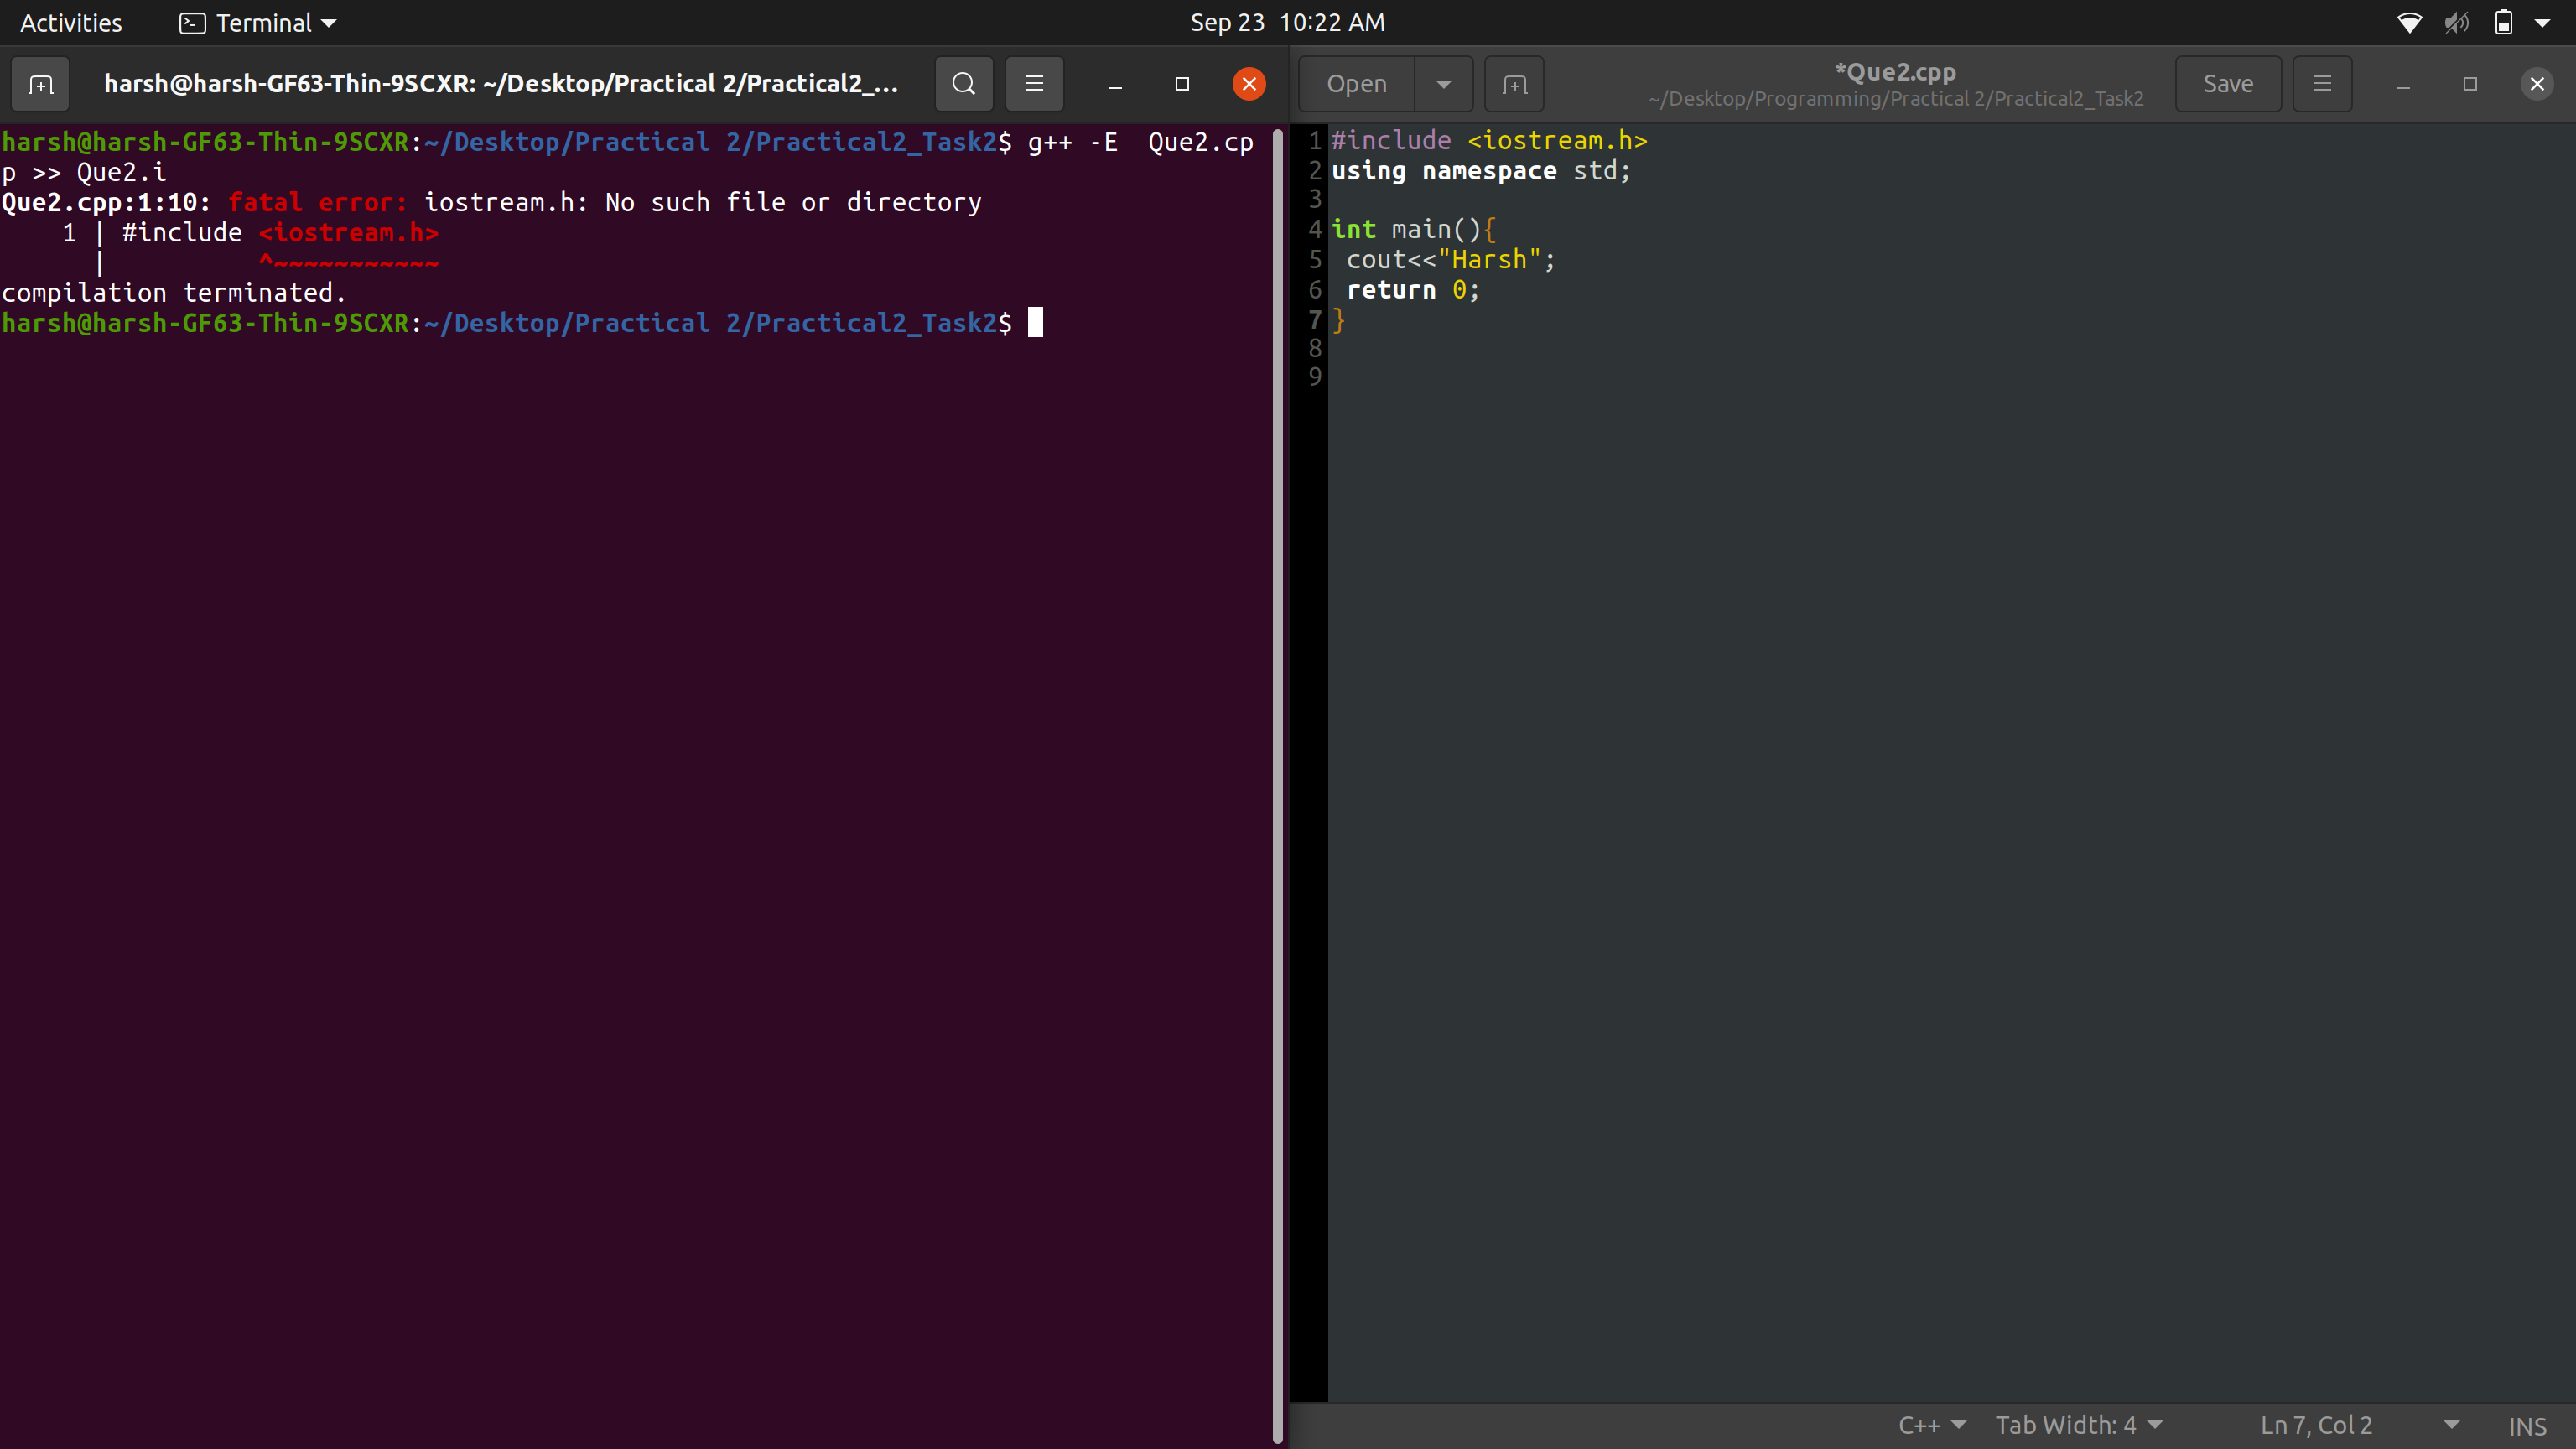 Activities Terminal Sep 23 10:22 AM
harsh@harsh-GF63-Thin-9SCXR: ~/Desktop/Practical 2/Practical2_...
harsh@harsh-GF63-Thin-9SCXR:~/Desktop/Practical 2/Practical2_Task2$ g++ -E  Que2.cp
p >> Que2.i
Que2.cpp:1:10: fatal error: iostream.h: No such file or directory
    1 | #include <iostream.h>
      |          ^~~~~~~~~~~~
compilation terminated.
harsh@harsh-GF63-Thin-9SCXR:~/Desktop/Practical 2/Practical2_Task2$
Open *Que2.cpp Save
~/Desktop/Programming/Practical 2/Practical2_Task2
1 #include <iostream.h>
2 using namespace std;
3
4 int main(){
5  cout<<"Harsh";
6  return 0;
7 }
8
9
C++ Tab Width: 4 Ln 7, Col 2 INS